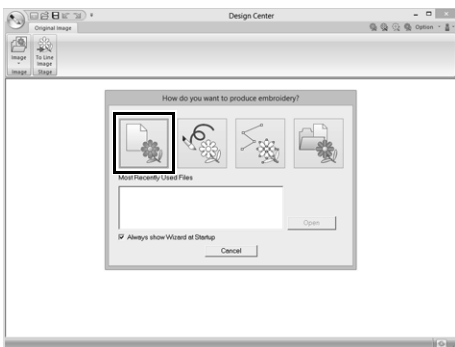 Design Center
Original Image
Option
Image
To Line
Image
Image
Stage
How do you want to produce embroidery?
Most Recently Used Files
Open
Always show Wizard at Startup
Cancel